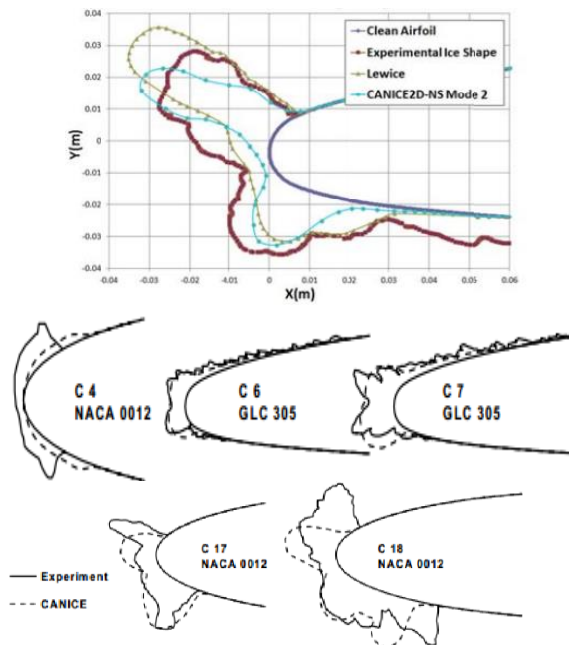 0.04
0.03
0.02
0.01
0
-0.01
-0.02
-0.03
-0.04
Y(m)
Clean Airfoil
Experimental Ice Shape
Lewice
CANICE2D-NS Mode 2
-0.04 -0.03 -0.02 -0.01 0 0.01 0.02 0.03 0.04 0.05 0.06
X(m)
C 4
NACA 0012
C 6
GLC 305
C 7
GLC 305
C 17
NACA 0012
C 18
NACA 0012
Experiment
CANICE